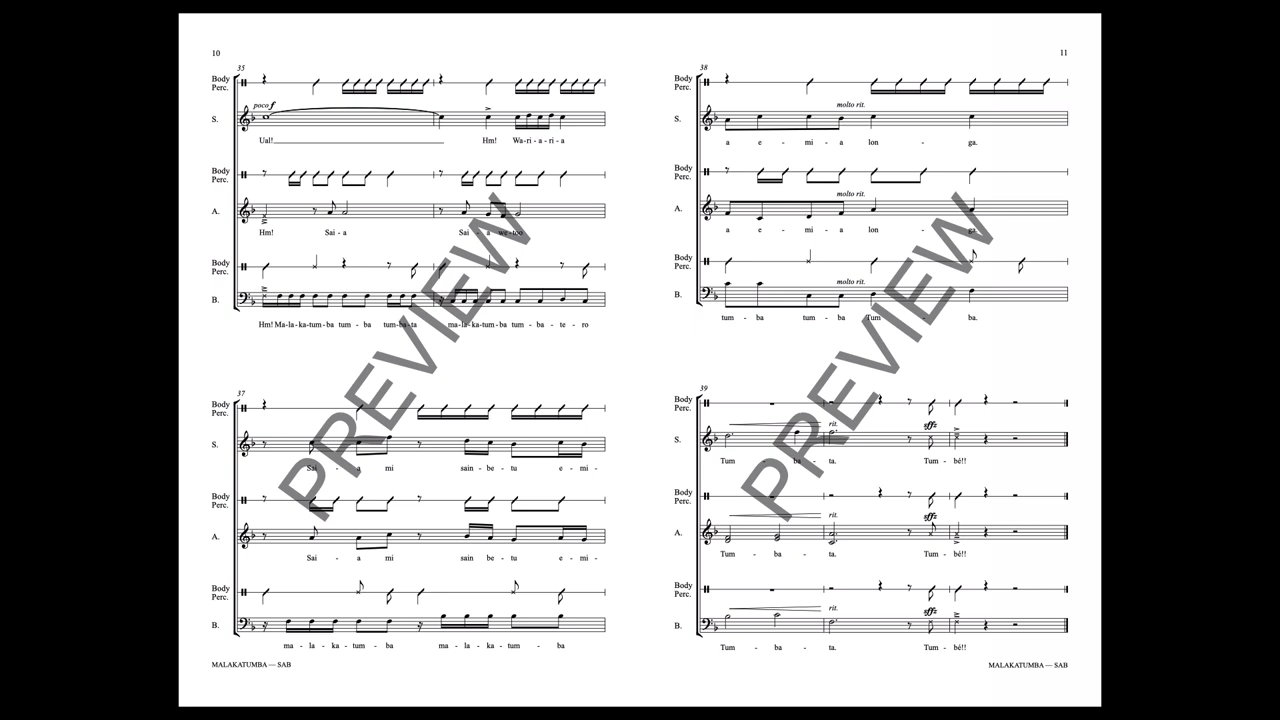 10
35
Body
Perc.
poco f
S.
Ual!
Hm! Wa-ri - a - ri - a
Body
Perc.
A.
Hm! Sai - a Sai - a we-too
Body
Perc.
B.
Hm! Ma-la-ka-tum-ba tum - ba tum-ba-ta ma-la-ka-tum-ba tum - ba - te - ro
37
Body
Perc.
S.
Sai - a mi sain - be - tu e - mi -
Body
Perc.
A.
Sai - a mi sain be - tu e - mi -
Body
Perc.
B.
ma - la - ka - tum - ba ma - la - ka - tum - ba
MALAKATUMBA — SAB
11
38
Body
Perc.
molto rit.
S.
a e - mi - a lon - ga.
Body
Perc.
molto rit.
A.
a e - mi - a lon - ga.
Body
Perc.
molto rit.
B.
tum - ba tum - ba Tum - ba.
39
Body
Perc.
rit. sffz
S.
Tum - ba - ta. Tum - bé!!
Body
Perc.
rit. sffz
A.
Tum - ba - ta. Tum - bé!!
Body
Perc.
rit. sffz
B.
Tum - ba - ta. Tum - bé!!
MALAKATUMBA — SAB
PREVIEW
PREVIEW